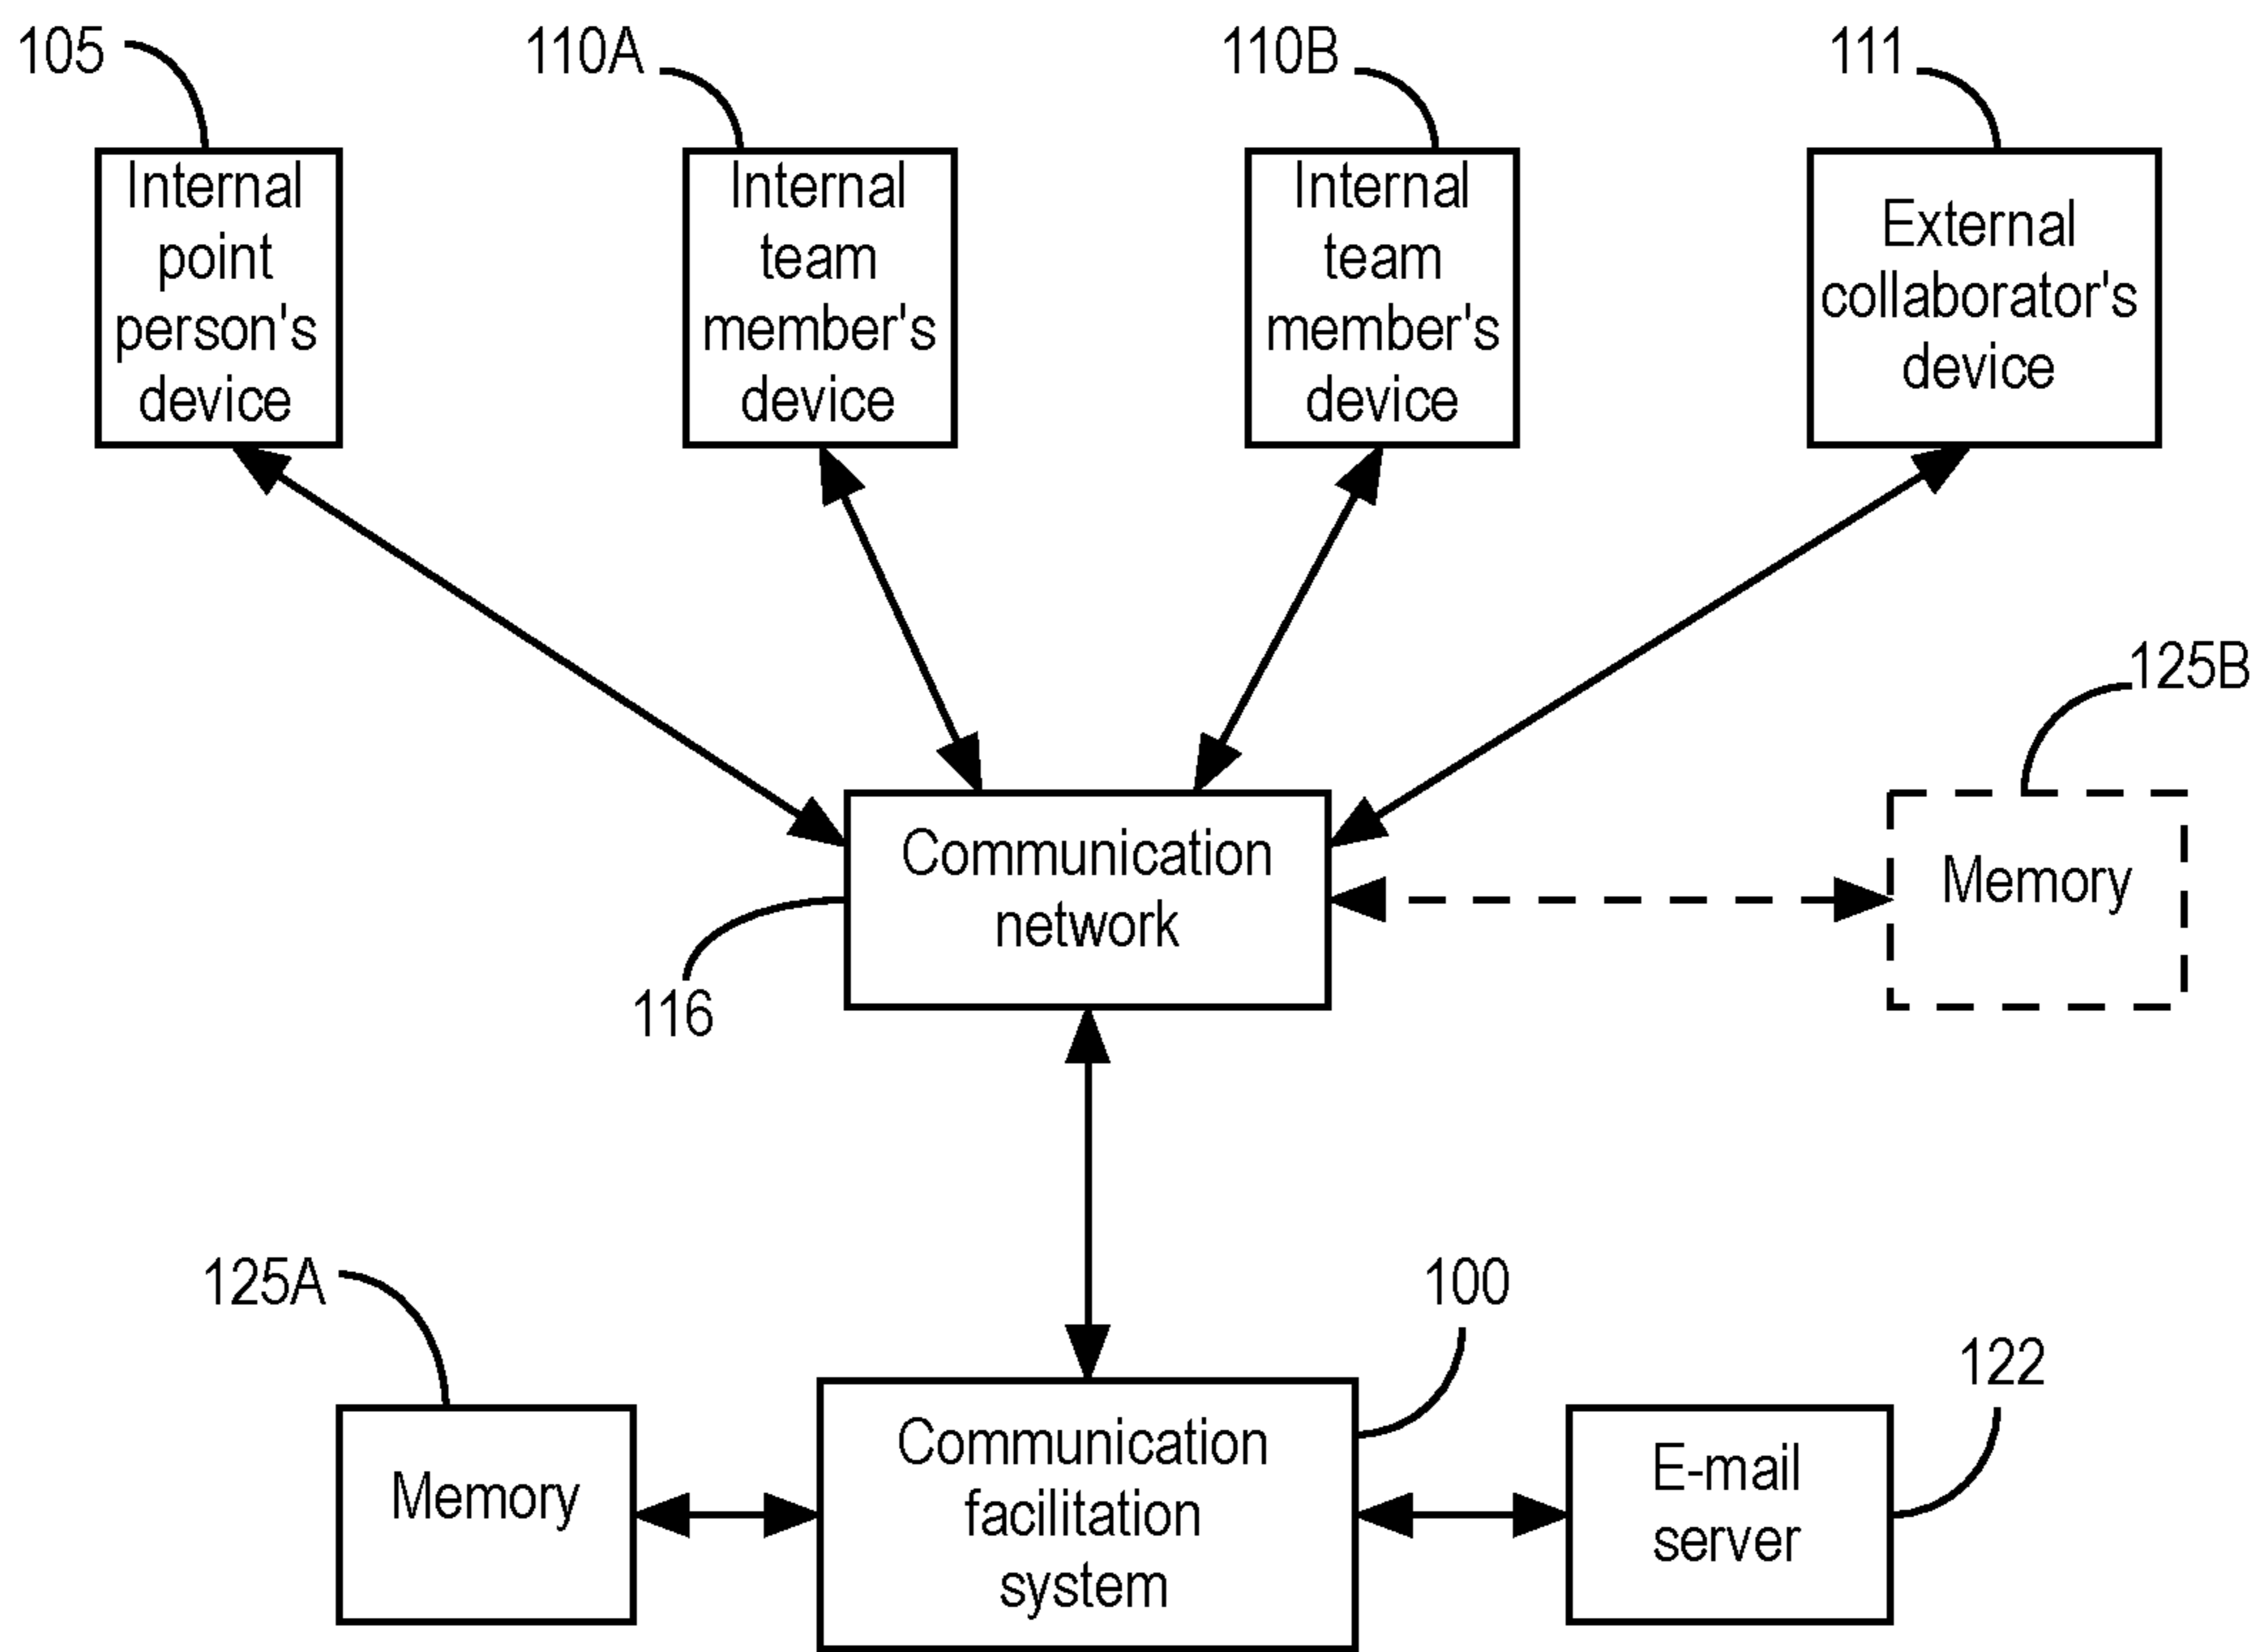 105
110A
110B
111
Internal
point
person's
device
Internal
team
member's
device
Internal
team
member's
device
External
collaborator's
device
125B
Communication
network
Memory
116
125A
100
122
Memory
Communication
facilitation
system
E-mail
server